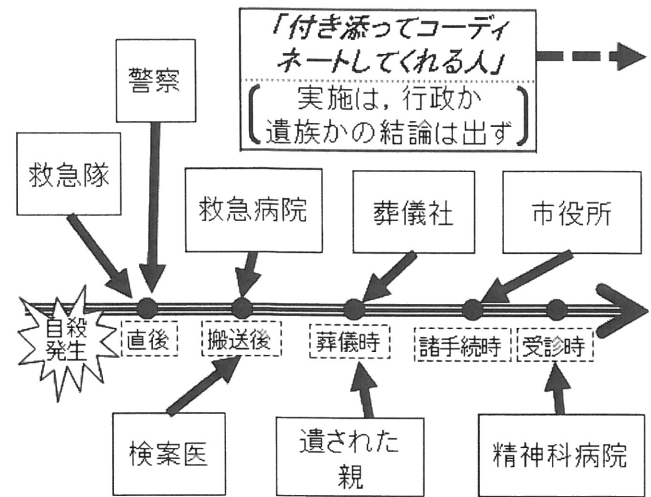 「付き添ってコーディ
ネートしてくれる人」
実施は，行政か
遺族かの結論は出ず
警察
救急隊
救急病院
葬儀社
市役所
自殺
発生
直後
搬送後
葬儀時
諸手続時
受診時
検案医
遺された
親
精神科病院